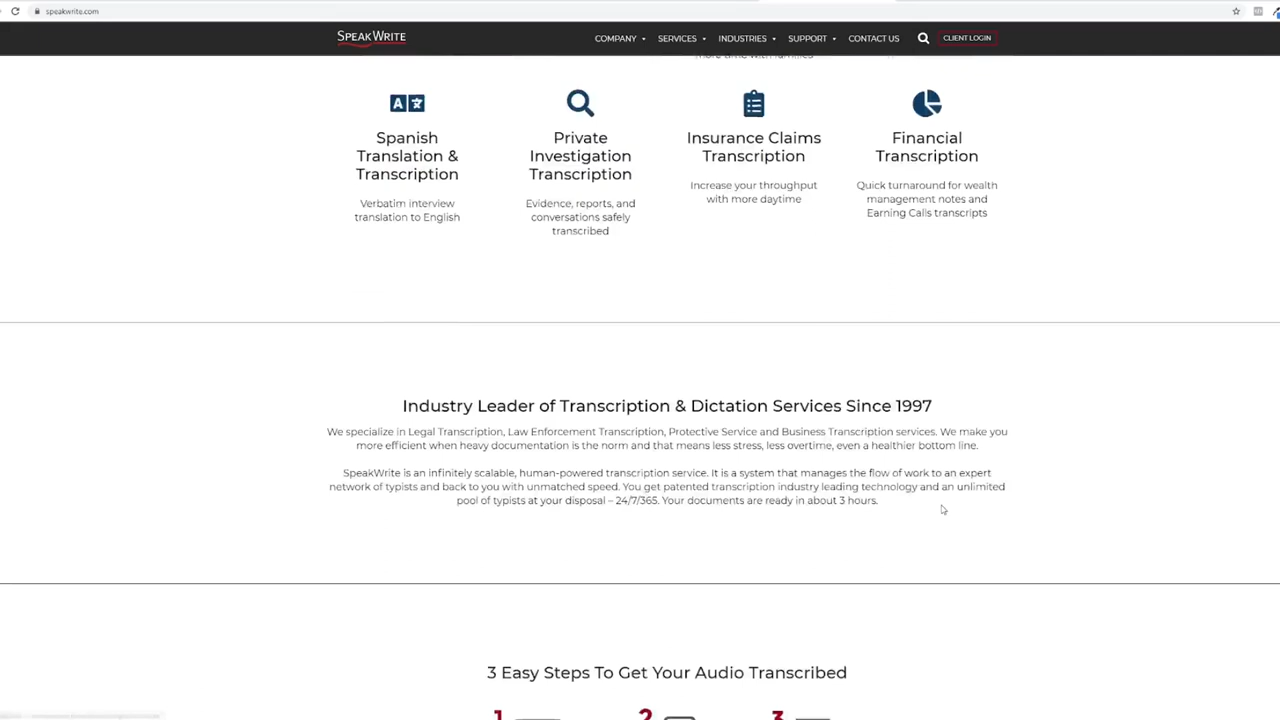 speakwrite.com
SPEAKWRITE
COMPANY SERVICES INDUSTRIES SUPPORT CONTACT US CLIENT LOGIN
more time with families
Spanish
Translation &
Transcription
Verbatim interview
translation to English
Private
Investigation
Transcription
Evidence, reports, and
conversations safely
transcribed
Insurance Claims
Transcription
Increase your throughput
with more daytime
Financial
Transcription
Quick turnaround for wealth
management notes and
Earning Calls transcripts
Industry Leader of Transcription & Dictation Services Since 1997
We specialize in Legal Transcription, Law Enforcement Transcription, Protective Service and Business Transcription services. We make you
more efficient when heavy documentation is the norm and that means less stress, less overtime, even a healthier bottom line.
SpeakWrite is an infinitely scalable, human-powered transcription service. It is a system that manages the flow of work to an expert
network of typists and back to you with unmatched speed. You get patented transcription industry leading technology and an unlimited
pool of typists at your disposal – 24/7/365. Your documents are ready in about 3 hours.
3 Easy Steps To Get Your Audio Transcribed
1 2 3